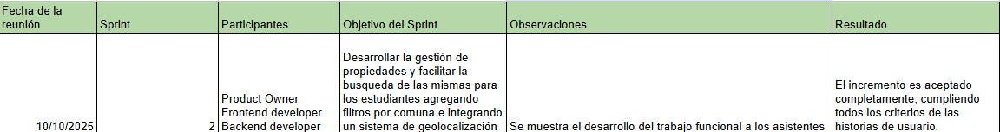 Fecha de la
reunión
Sprint
Participantes
Objetivo del Sprint
Observaciones
Resultado
10/10/2025
2
Product Owner
Frontend developer
Backend developer
Desarrollar la gestión de
propiedades y facilitar la
busqueda de las mismas para
los estudiantes agregando
filtros por comuna e integrando
un sistema de geolocalización
Se muestra el desarrollo del trabajo funcional a los asistentes
El incremento es aceptado
completamente, cumpliendo
todos los criterios de las
historias de usuario.